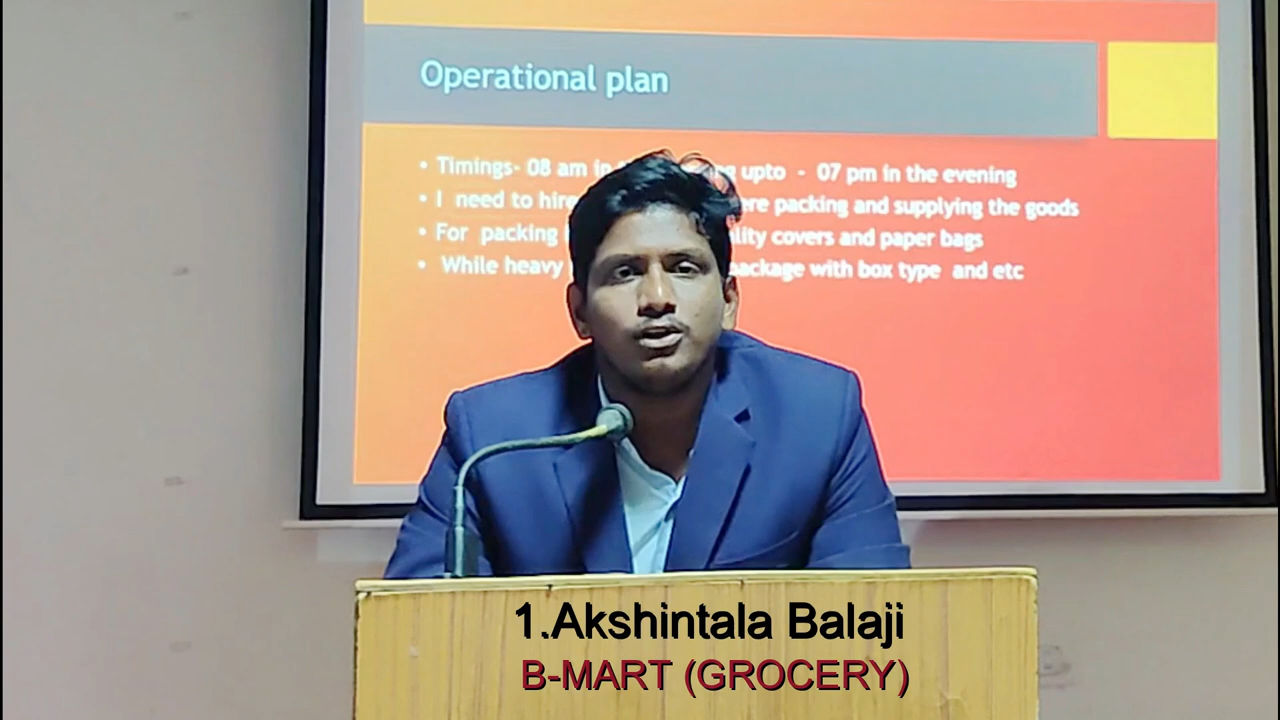 Operational plan
• Timings- 08 am in upto - 07 pm in the evening
• I need to hire packing and supplying the goods
• For packing covers and paper bags
• While heavy package with box type and etc
1.Akshintala Balaji
B-MART (GROCERY)